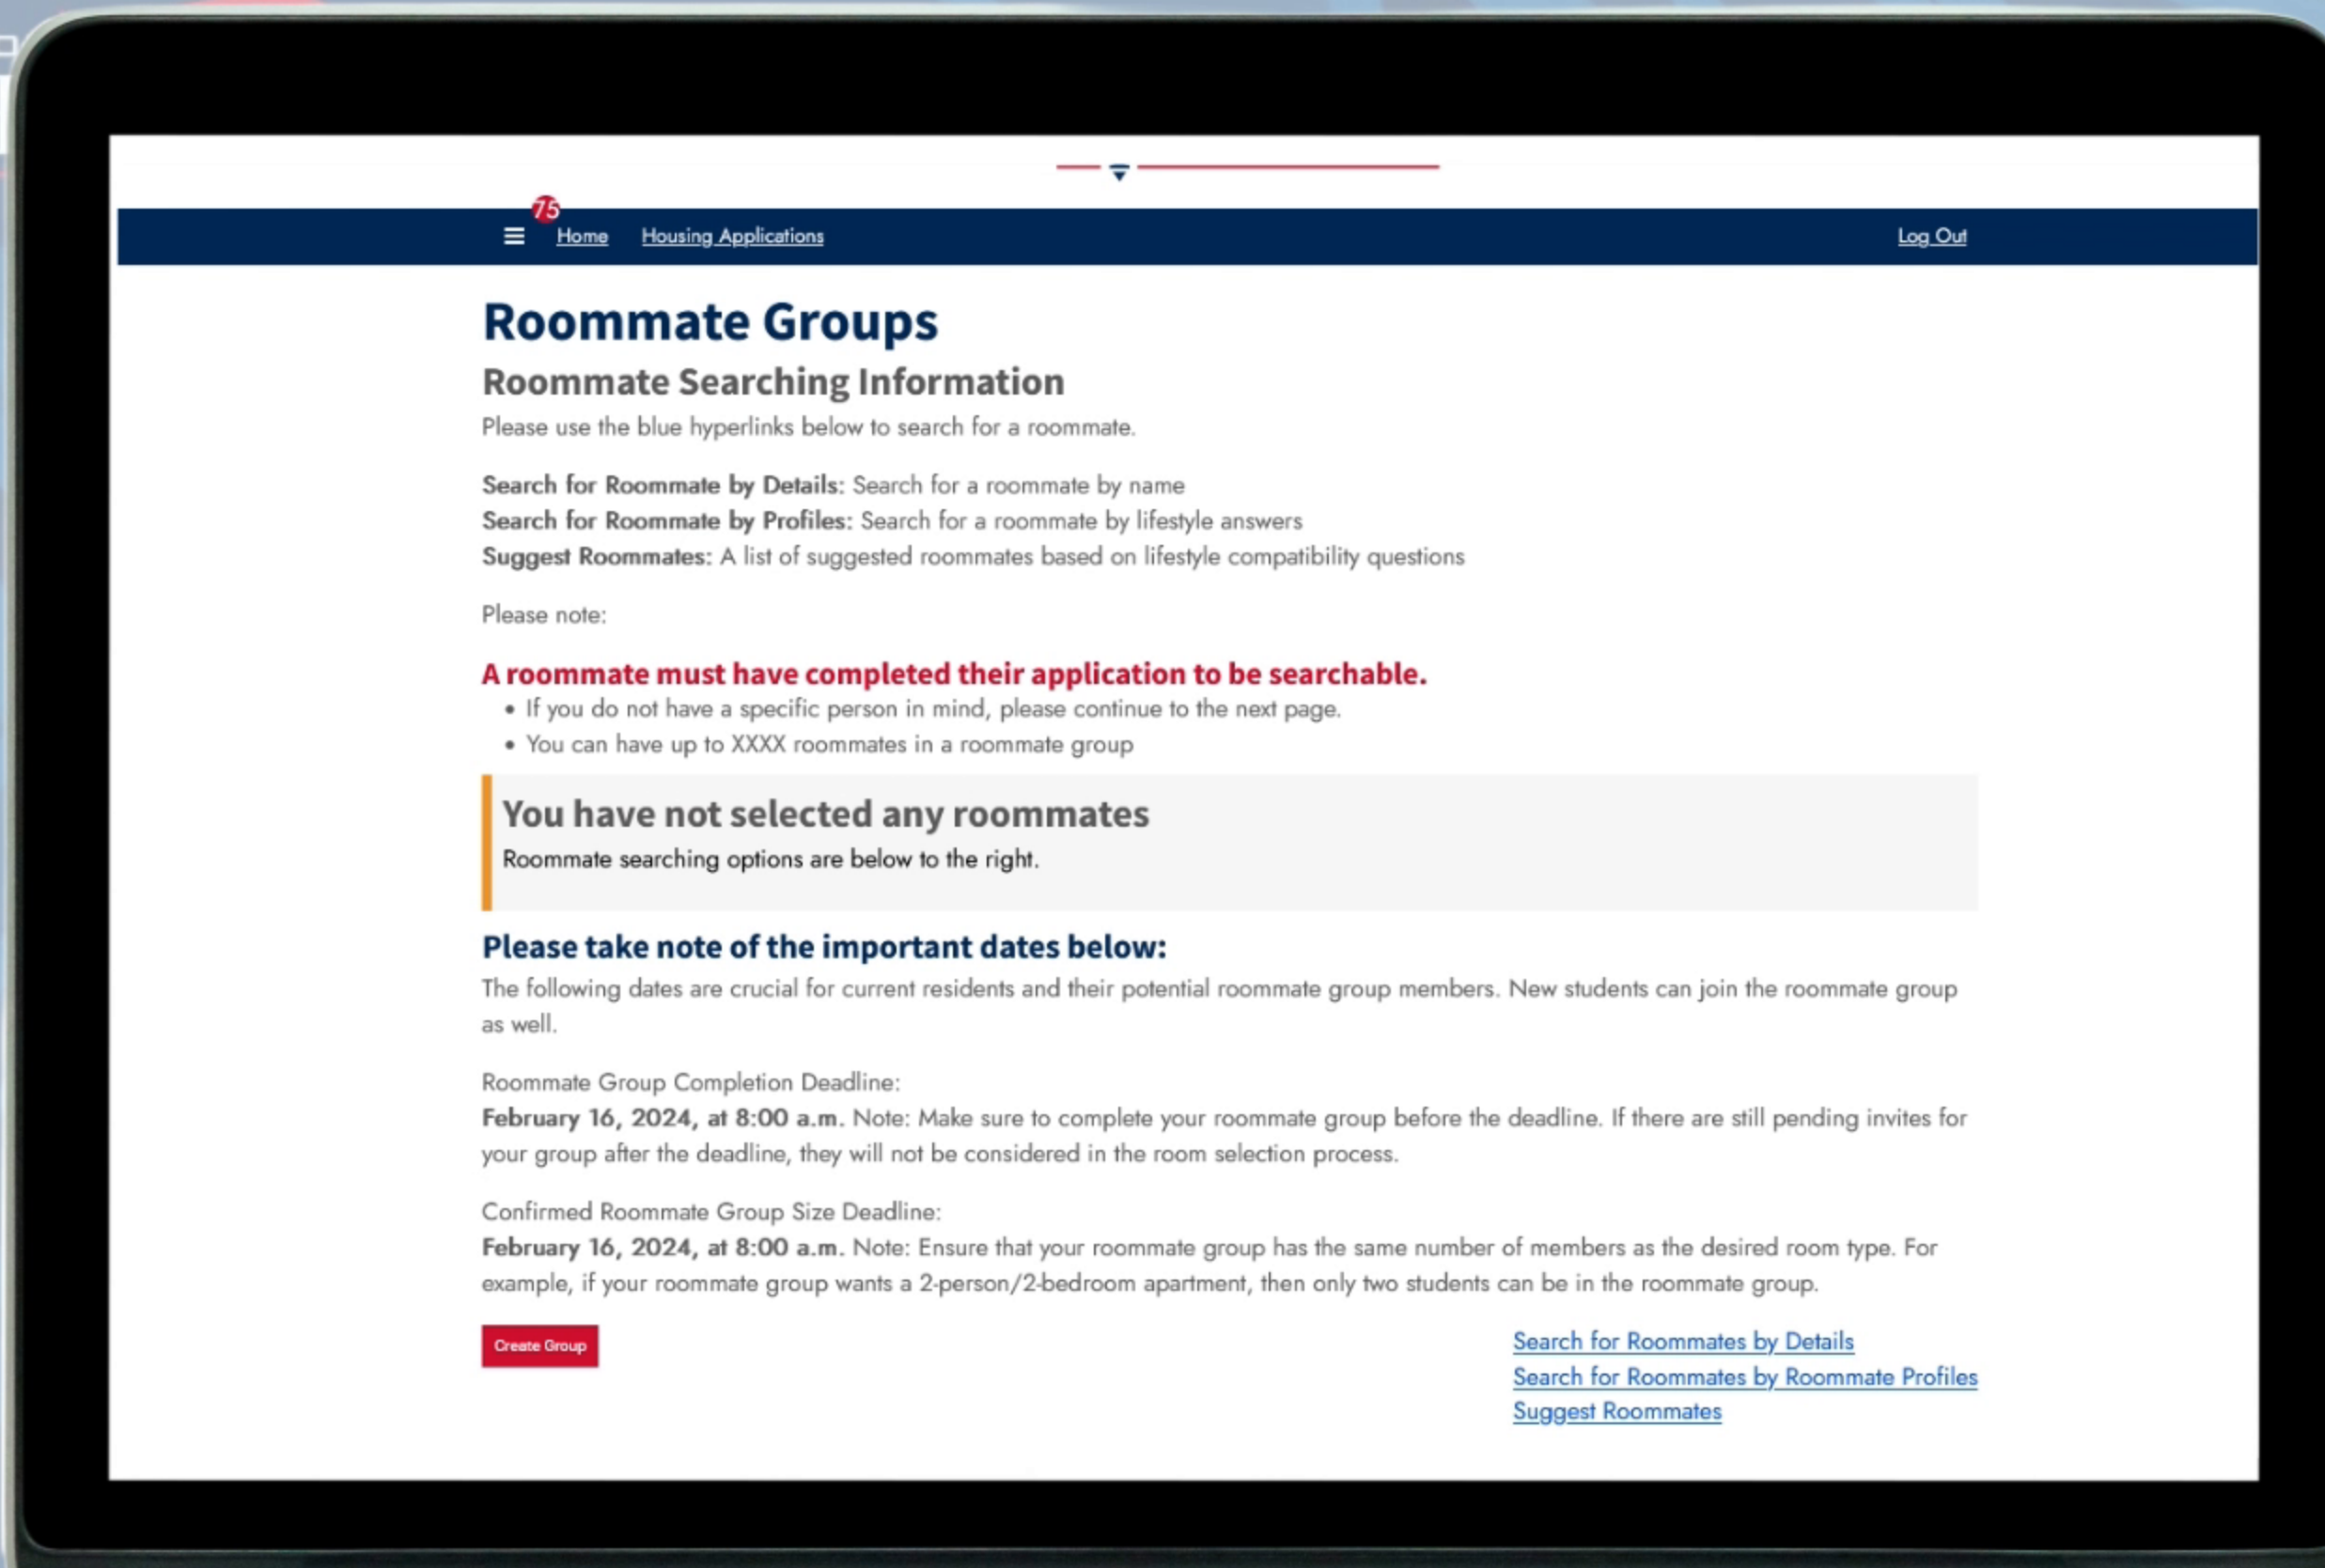 75
Home Housing Applications Log Out
Roommate Groups
Roommate Searching Information
Please use the blue hyperlinks below to search for a roommate.
Search for Roommate by Details: Search for a roommate by name
Search for Roommate by Profiles: Search for a roommate by lifestyle answers
Suggest Roommates: A list of suggested roommates based on lifestyle compatibility questions
Please note:
A roommate must have completed their application to be searchable.
• If you do not have a specific person in mind, please continue to the next page.
• You can have up to XXXX roommates in a roommate group
You have not selected any roommates
Roommate searching options are below to the right.
Please take note of the important dates below:
The following dates are crucial for current residents and their potential roommate group members. New students can join the roommate group
as well.
Roommate Group Completion Deadline:
February 16, 2024, at 8:00 a.m. Note: Make sure to complete your roommate group before the deadline. If there are still pending invites for
your group after the deadline, they will not be considered in the room selection process.
Confirmed Roommate Group Size Deadline:
February 16, 2024, at 8:00 a.m. Note: Ensure that your roommate group has the same number of members as the desired room type. For
example, if your roommate group wants a 2-person/2-bedroom apartment, then only two students can be in the roommate group.
Create Group
Search for Roommates by Details
Search for Roommates by Roommate Profiles
Suggest Roommates